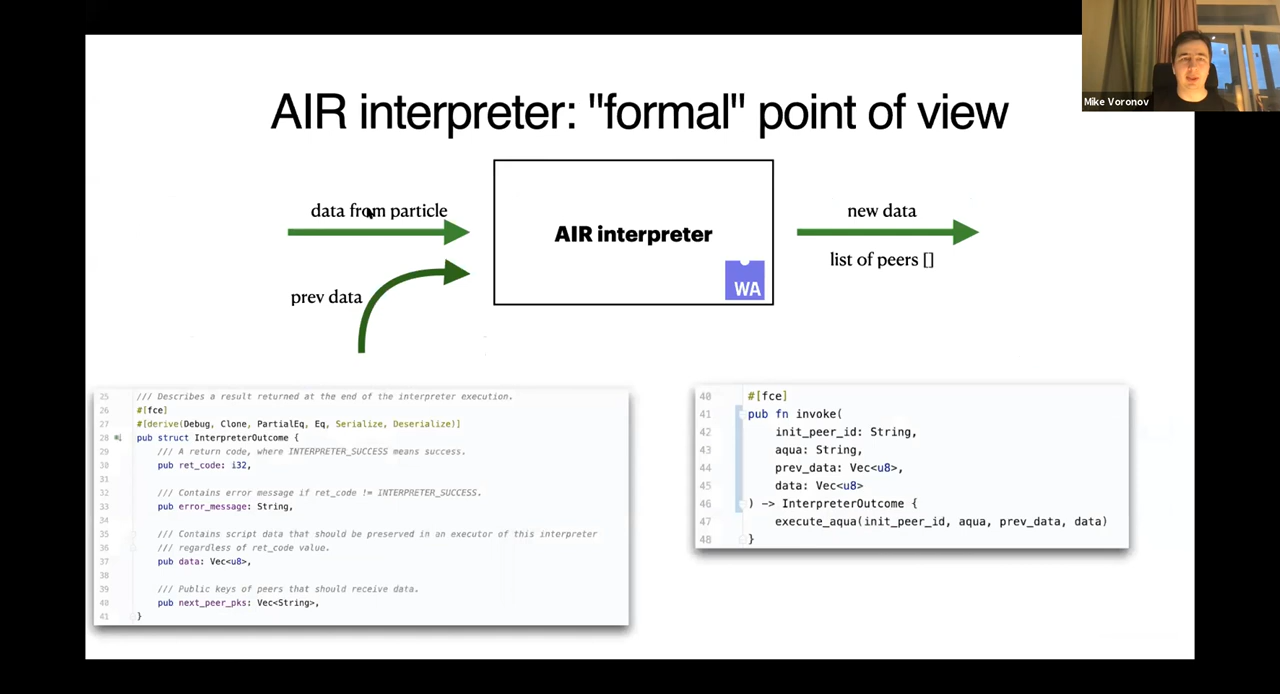 Mike Voronov
AIR interpreter: "formal" point of view
data from particle
prev data
AIR interpreter
WA
new data
list of peers []
25 /// Describes a result returned at the end of the interpreter execution.
26 #[fce]
27 #[derive(Debug, Clone, PartialEq, Eq, Serialize, Deserialize)]
28 pub struct InterpreterOutcome {
29 /// A return code, where INTERPRETER_SUCCESS means success.
30 pub ret_code: i32,
31
32 /// Contains error message if ret_code != INTERPRETER_SUCCESS.
33 pub error_message: String,
34
35 /// Contains script data that should be preserved in an executor of this interpreter
36 /// regardless of ret_code value.
37 pub data: Vec<u8>,
38
39 /// Public keys of peers that should receive data.
40 pub next_peer_pks: Vec<String>,
41 }
40 #[fce]
41 pub fn invoke(
42 init_peer_id: String,
43 aqua: String,
44 prev_data: Vec<u8>,
45 data: Vec<u8>
46 ) -> InterpreterOutcome {
47 execute_aqua(init_peer_id, aqua, prev_data, data)
48 }